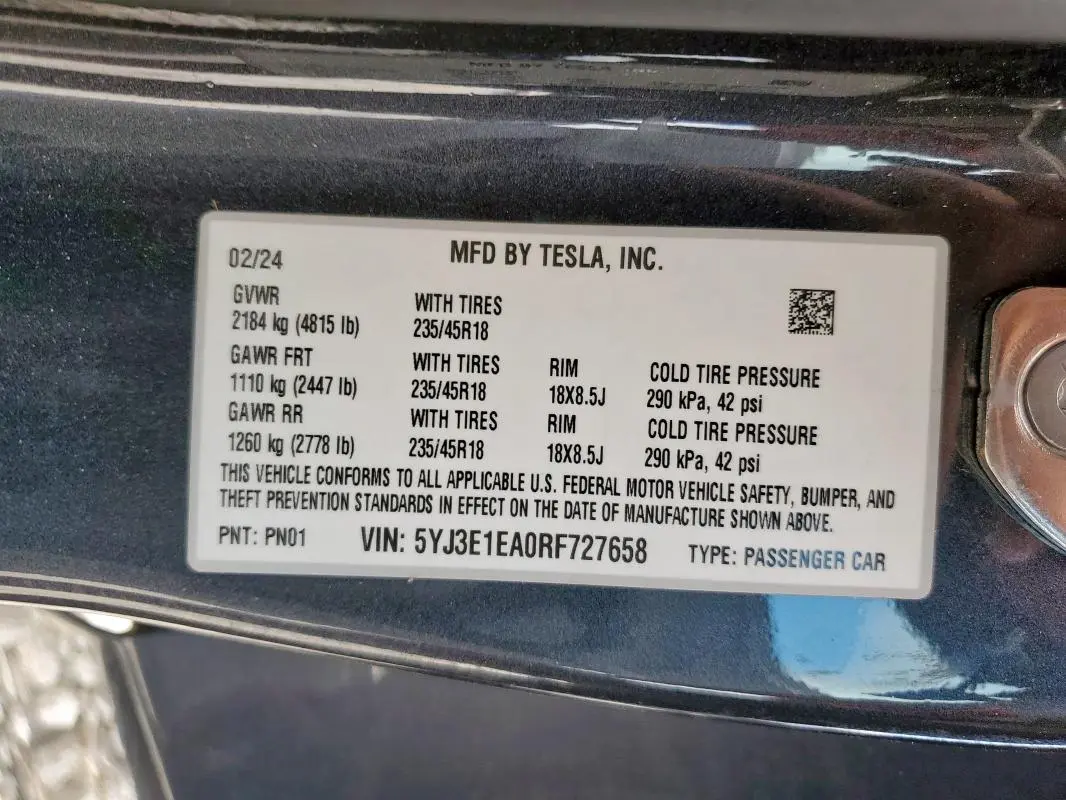 02/24 MFD BY TESLA, INC.
GVWR WITH TIRES
2184 kg (4815 lb) 235/45R18
GAWR FRT WITH TIRES RIM COLD TIRE PRESSURE
1110 kg (2447 lb) 235/45R18 18X8.5J 290 kPa, 42 psi
GAWR RR WITH TIRES RIM COLD TIRE PRESSURE
1260 kg (2778 lb) 235/45R18 18X8.5J 290 kPa, 42 psi
THIS VEHICLE CONFORMS TO ALL APPLICABLE U.S. FEDERAL MOTOR VEHICLE SAFETY, BUMPER, AND
THEFT PREVENTION STANDARDS IN EFFECT ON THE DATE OF MANUFACTURE SHOWN ABOVE.
PNT: PN01 VIN: 5YJ3E1EA0RF727658 TYPE: PASSENGER CAR